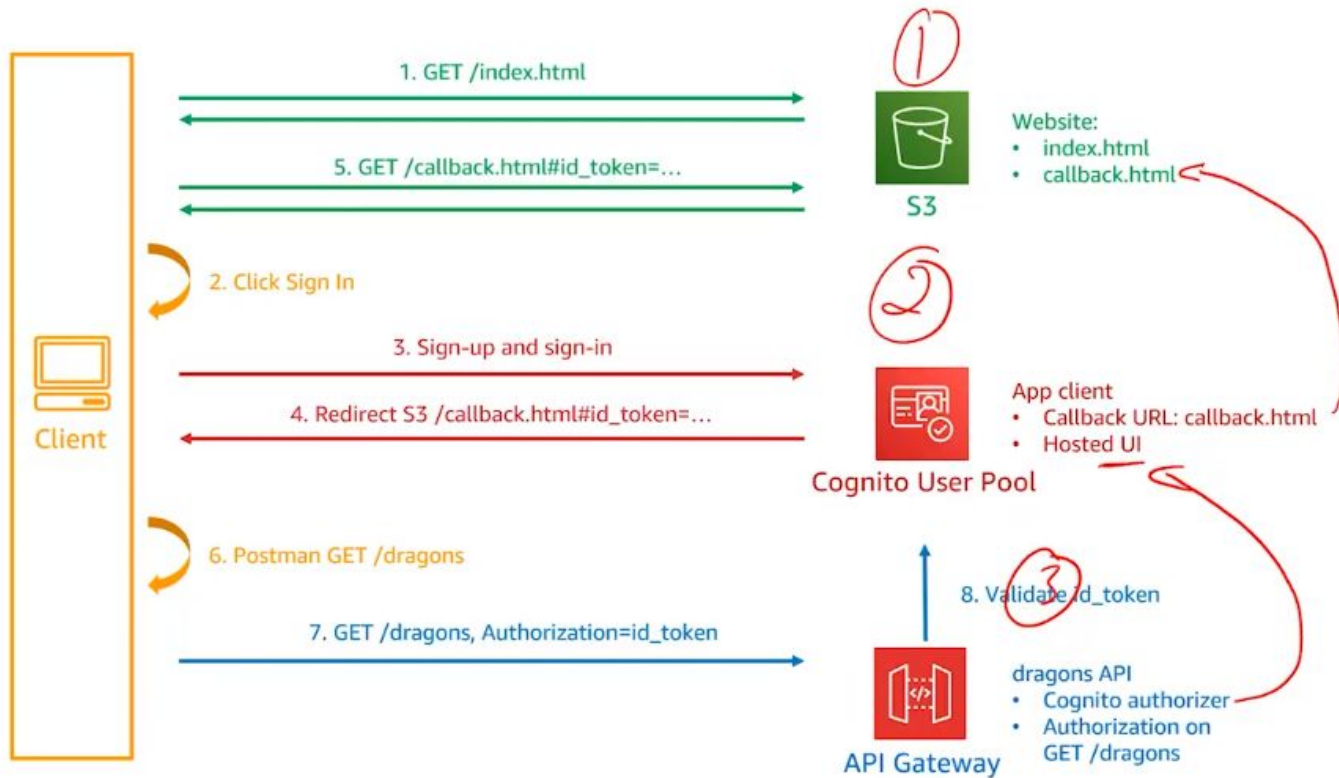 1. GET /index.html
5. GET /callback.html#id_token=...
2. Click Sign In
3. Sign-up and sign-in
4. Redirect S3 /callback.html#id_token=...
Client
6. Postman GET /dragons
7. GET /dragons, Authorization=id_token
1
Website:
• index.html
• callback.html
S3
2
App client
• Callback URL: callback.html
• Hosted UI
Cognito User Pool
3
8. Validate id_token
dragons API
• Cognito authorizer
• Authorization on
GET /dragons
API Gateway